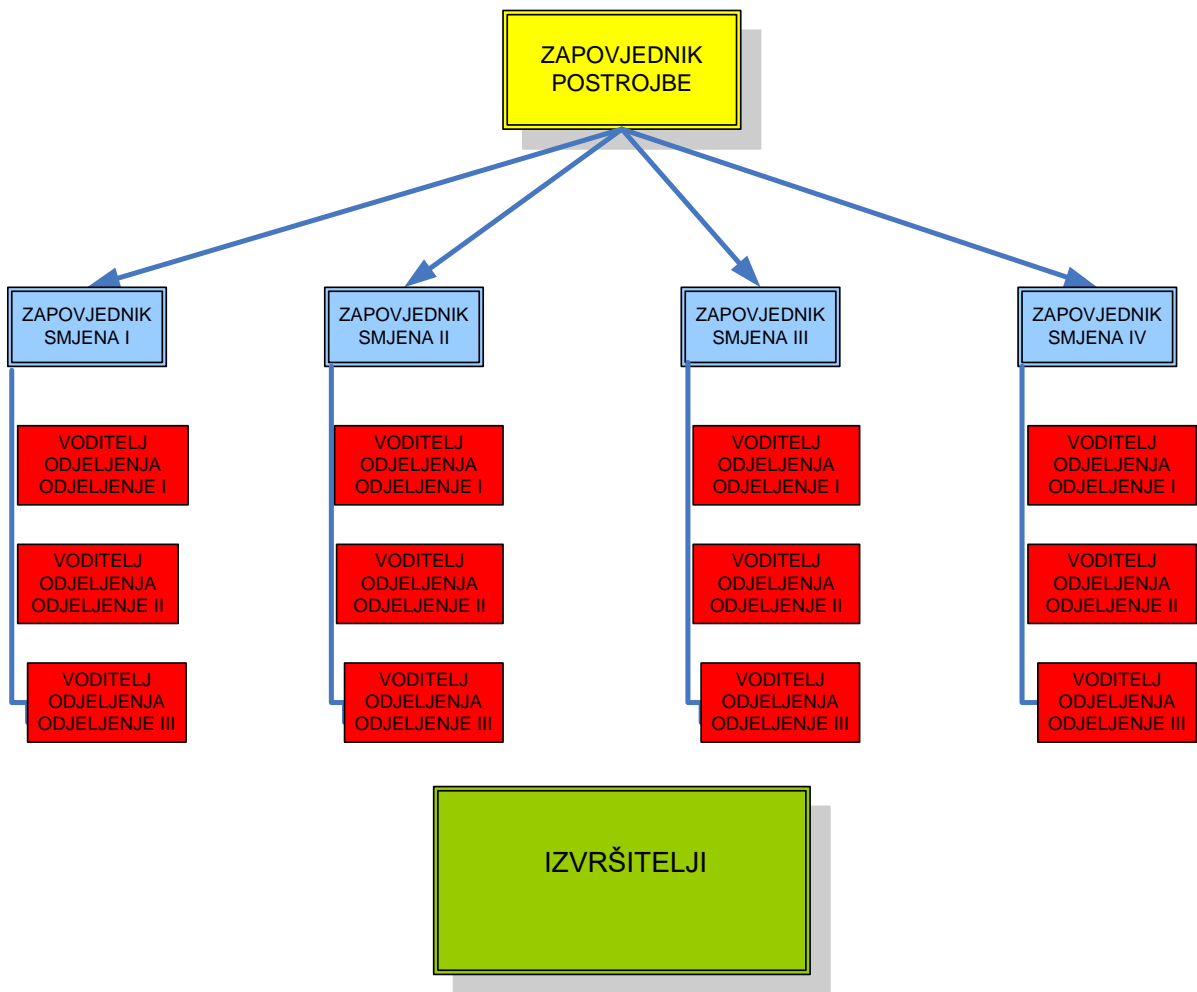 ZAPOVJEDNIK
POSTROJBE
ZAPOVJEDNIK
SMJENA I
ZAPOVJEDNIK
SMJENA II
ZAPOVJEDNIK
SMJENA III
ZAPOVJEDNIK
SMJENA IV
VODITELJ
ODJELJENJA
ODJELJENJE I
VODITELJ
ODJELJENJA
ODJELJENJE I
VODITELJ
ODJELJENJA
ODJELJENJE I
VODITELJ
ODJELJENJA
ODJELJENJE I
VODITELJ
ODJELJENJA
ODJELJENJE II
VODITELJ
ODJELJENJA
ODJELJENJE II
VODITELJ
ODJELJENJA
ODJELJENJE II
VODITELJ
ODJELJENJA
ODJELJENJE II
VODITELJ
ODJELJENJA
ODJELJENJE III
VODITELJ
ODJELJENJA
ODJELJENJE III
VODITELJ
ODJELJENJA
ODJELJENJE III
VODITELJ
ODJELJENJA
ODJELJENJE III
IZVRŠITELJI